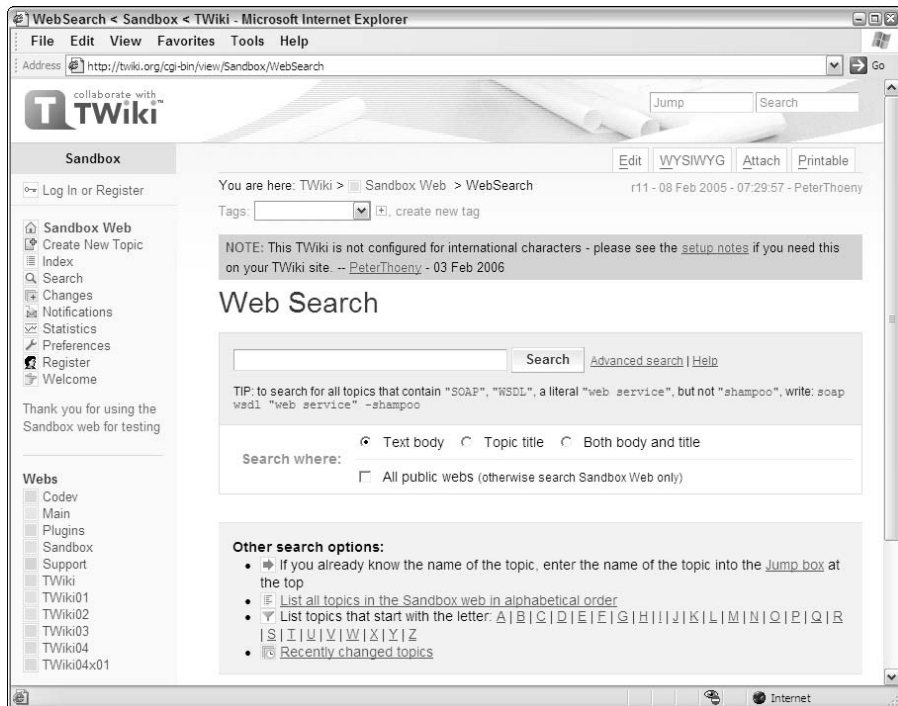 WebSearch < Sandbox < TWiki - Microsoft Internet Explorer
File Edit View Favorites Tools Help
Address http://twiki.org/cgi-bin/view/Sandbox/WebSearch Go
collaborate with
TWiki™
Jump Search
Sandbox
Edit WYSIWYG Attach Printable
Log In or Register
You are here: TWiki > Sandbox Web > WebSearch
r11 - 08 Feb 2005 - 07:29:57 - PeterThoeny
Tags: , create new tag
Sandbox Web
Create New Topic
Index
Search
Changes
Notifications
Statistics
Preferences
Register
Welcome
Thank you for using the
Sandbox web for testing
Webs
Codev
Main
Plugins
Sandbox
Support
TWiki
TWiki01
TWiki02
TWiki03
TWiki04
TWiki04x01
NOTE: This TWiki is not configured for international characters - please see the setup notes if you need this
on your TWiki site. -- PeterThoeny - 03 Feb 2006
Web Search
Search Advanced search | Help
TIP: to search for all topics that contain "SOAP", "WSDL", a literal "web service", but not "shampoo", write: soap
wsdl "web service" -shampoo
Search where:
Text body Topic title Both body and title
All public webs (otherwise search Sandbox Web only)
Other search options:
• If you already know the name of the topic, enter the name of the topic into the Jump box at
the top
• List all topics in the Sandbox web in alphabetical order
• List topics that start with the letter: A | B | C | D | E | F | G | H | I | J | K | L | M | N | O | P | Q | R
| S | T | U | V | W | X | Y | Z
• Recently changed topics
Internet